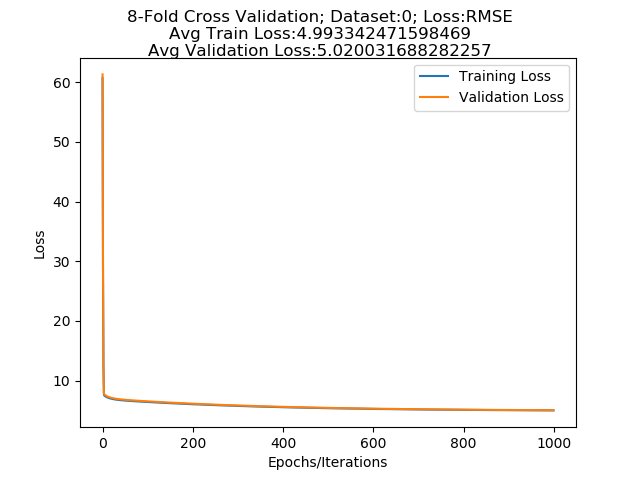 8-Fold Cross Validation; Dataset:0; Loss:RMSE
Avg Train Loss:4.993342471598469
Avg Validation Loss:5.020031688282257
Training Loss
Validation Loss
60
50
40
30
20
10
Loss
0 200 400 600 800 1000
Epochs/Iterations